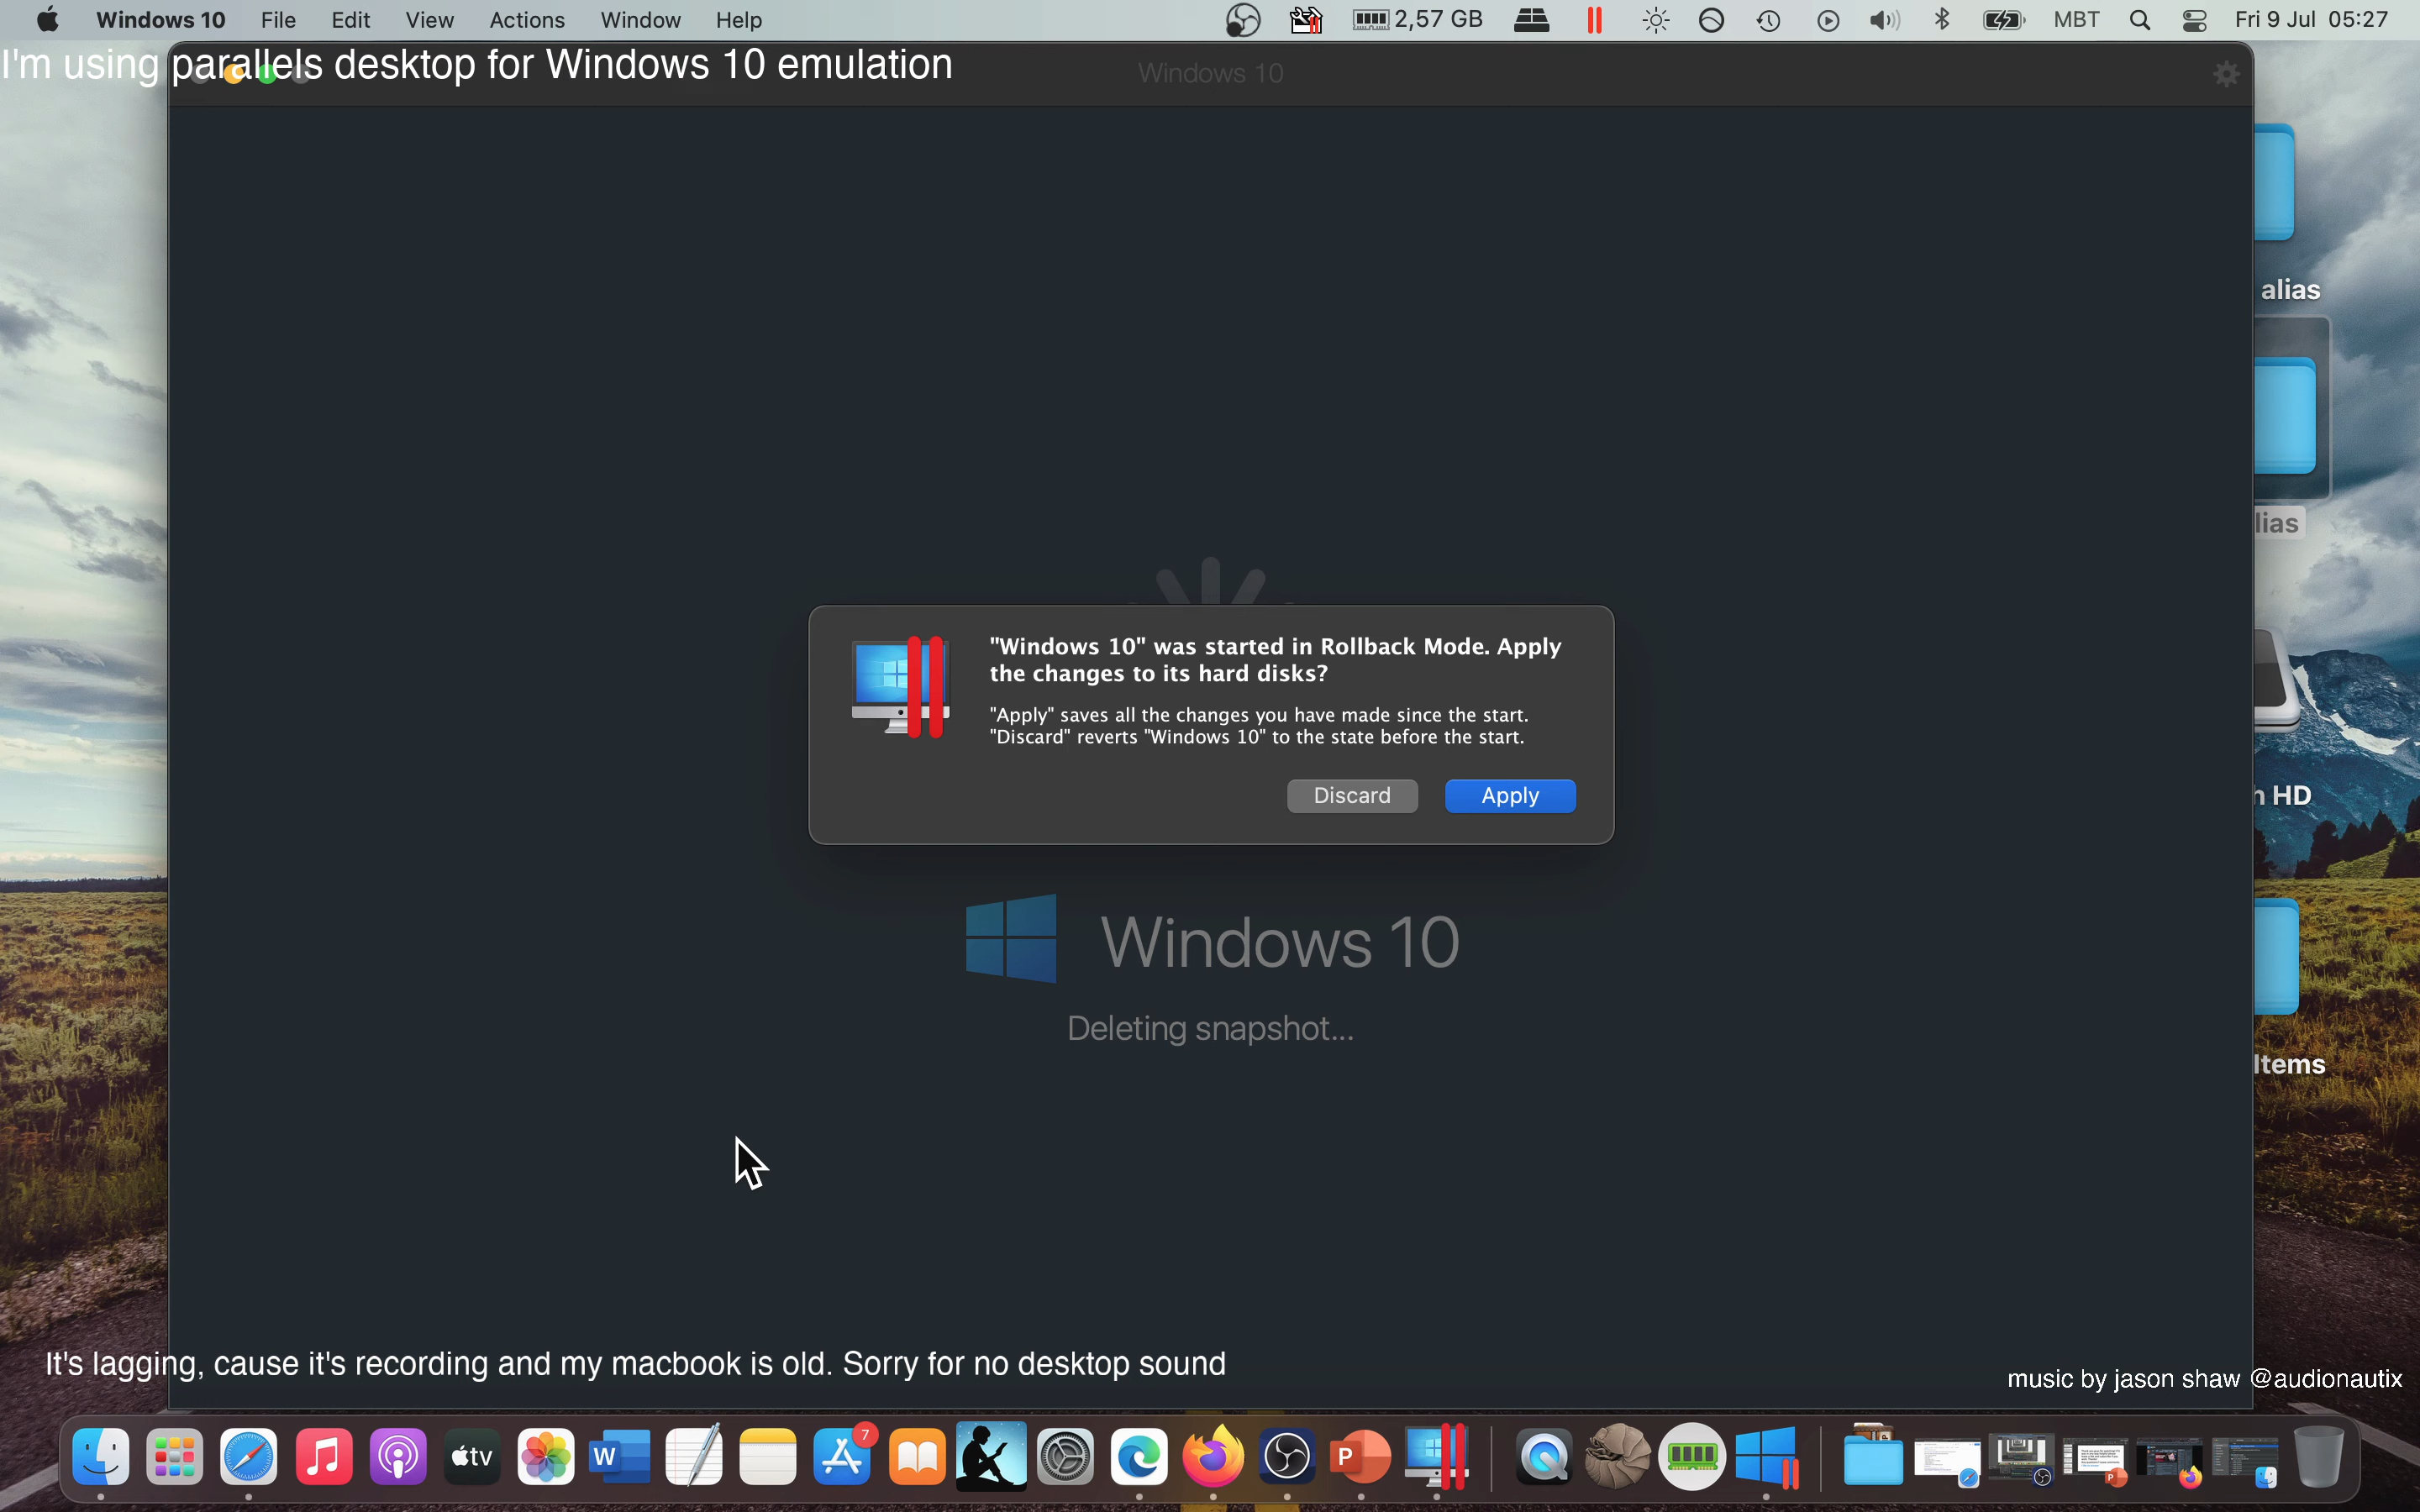 Windows 10 File Edit View Actions Window Help 2,57 GB MBT Fri 9 Jul 05:27
I'm using parallels desktop for Windows 10 emulation
Windows 10
alias
lias
"Windows 10" was started in Rollback Mode. Apply
the changes to its hard disks?
"Apply" saves all the changes you have made since the start.
"Discard" reverts "Windows 10" to the state before the start.
Discard Apply
h HD
Windows 10
Deleting snapshot...
Items
It's lagging, cause it's recording and my macbook is old. Sorry for no desktop sound
music by jason shaw @audionautix
tv W 7 P